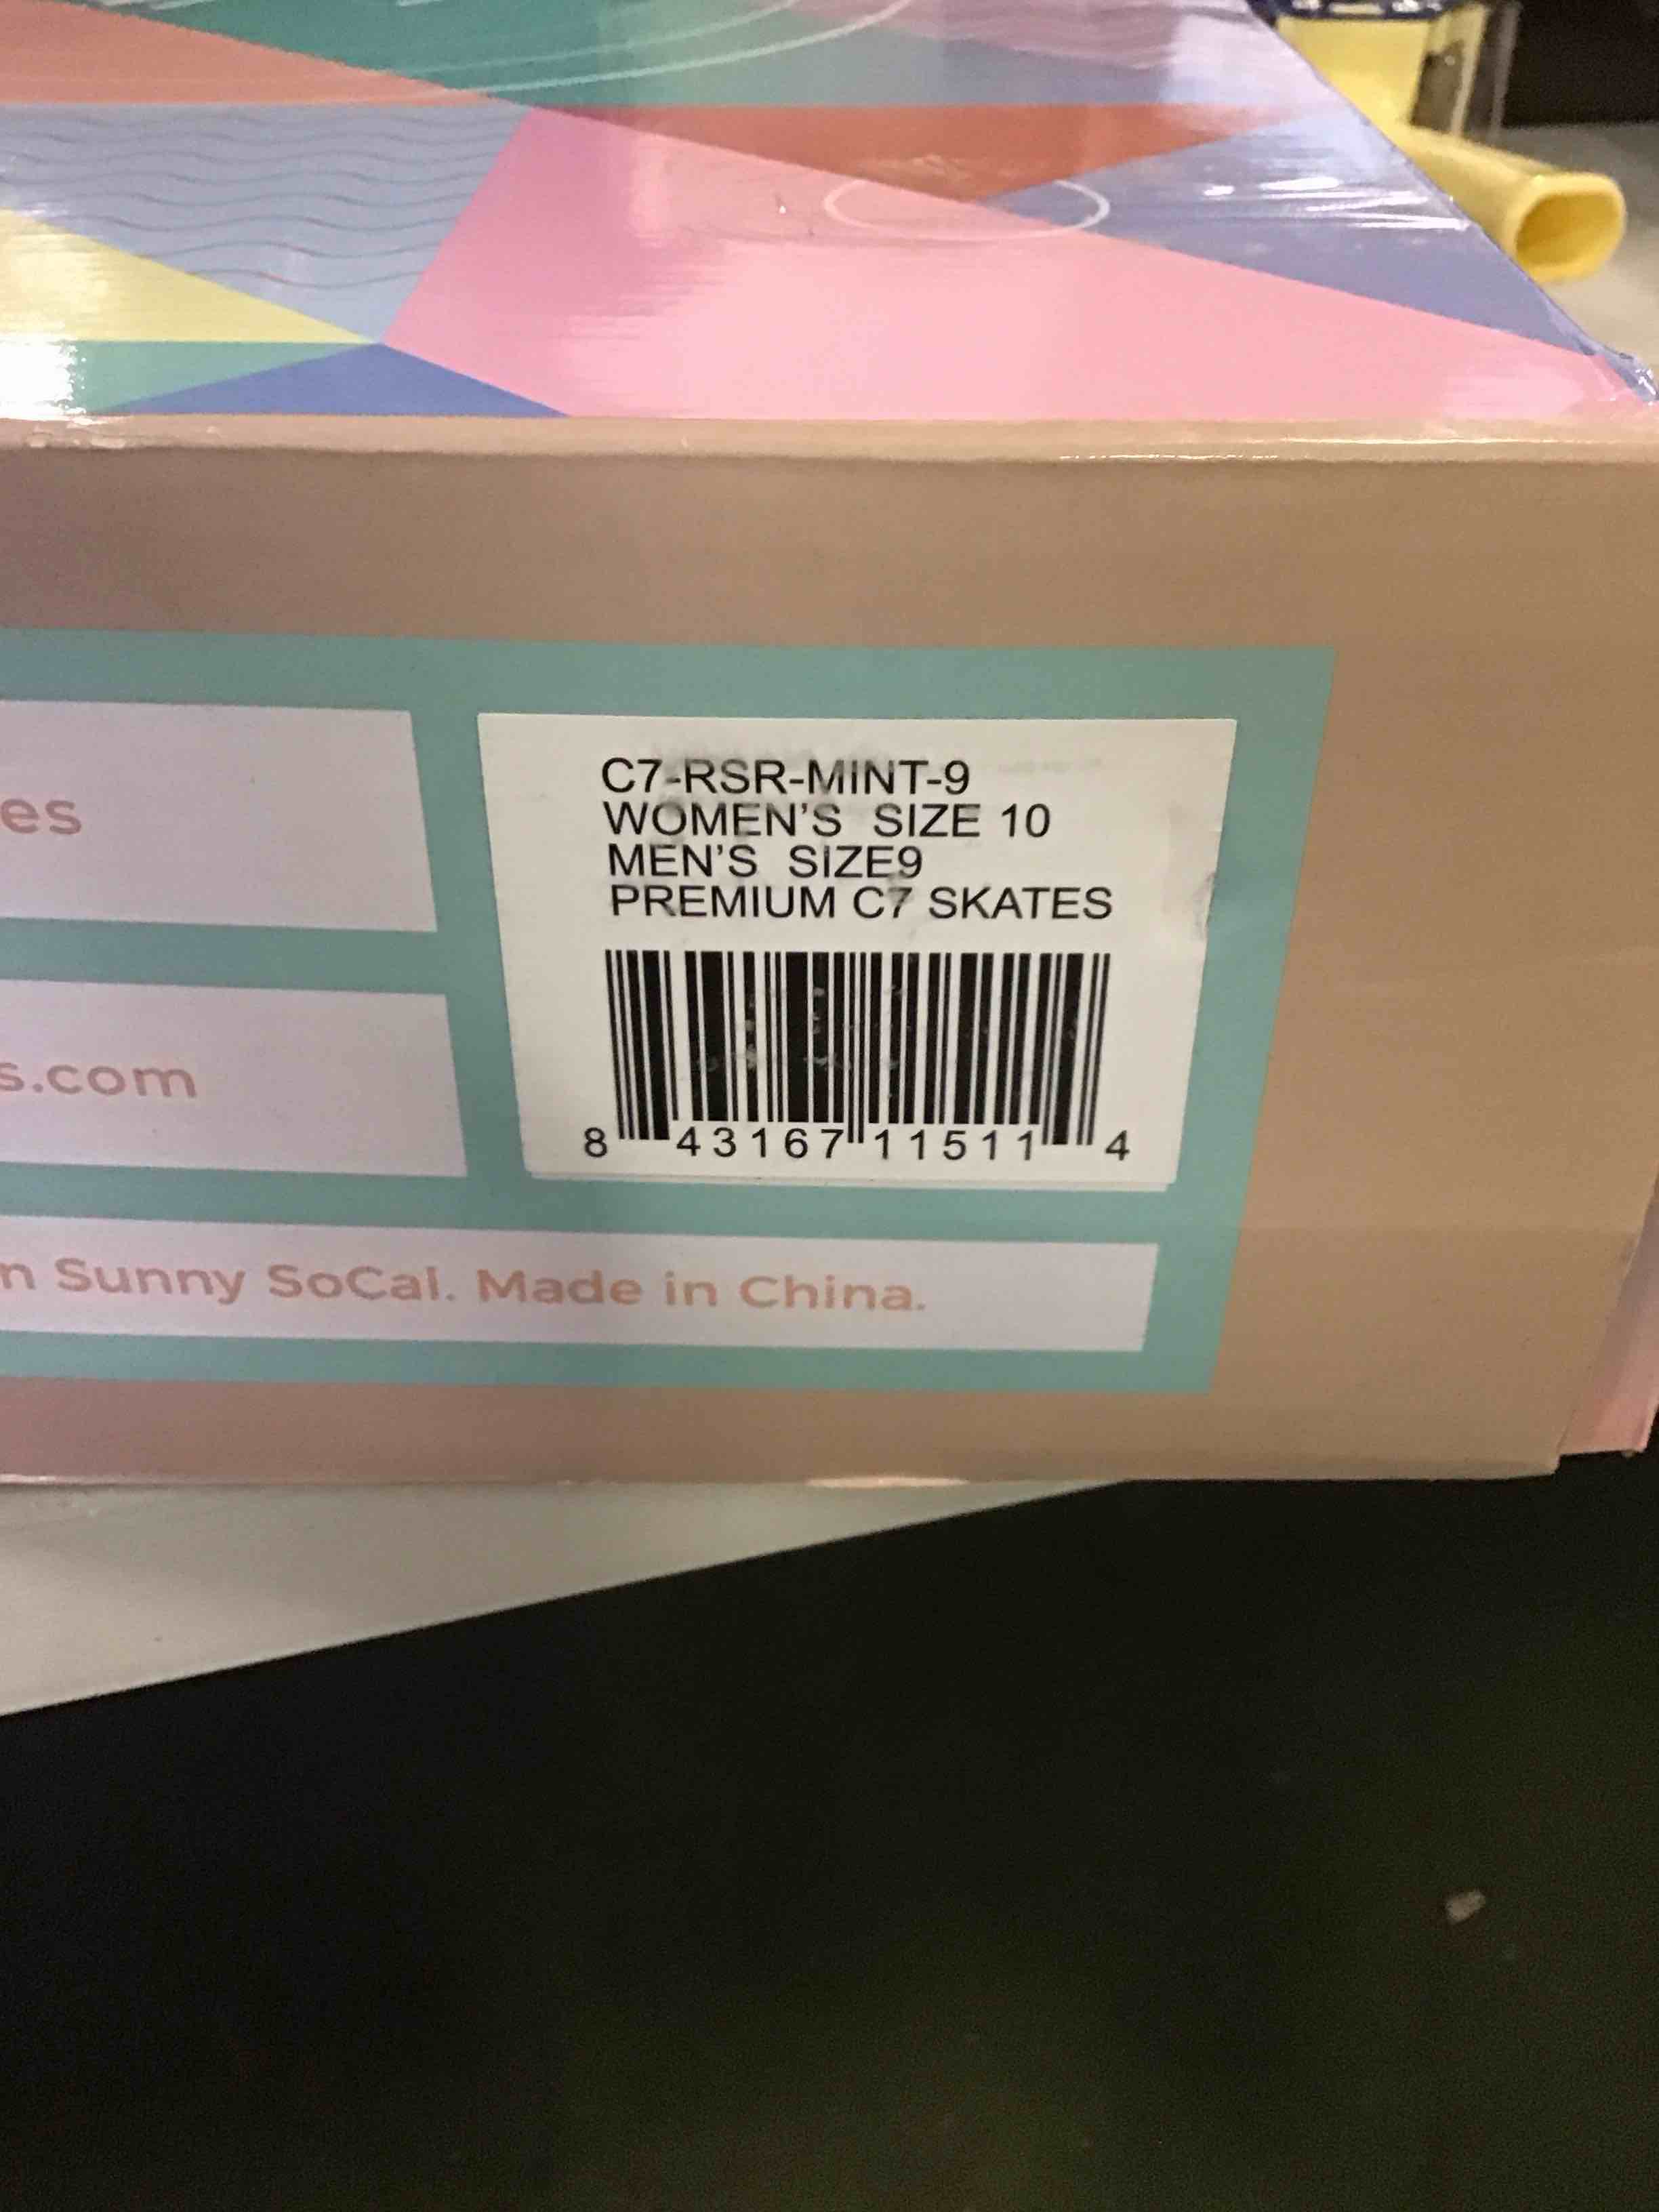 C7-RSR-MINT-9
WOMEN'S SIZE 10
MEN'S SIZE9
PREMIUM C7 SKATES
8 43167 11511 4
es
s.com
n Sunny SoCal. Made in China.